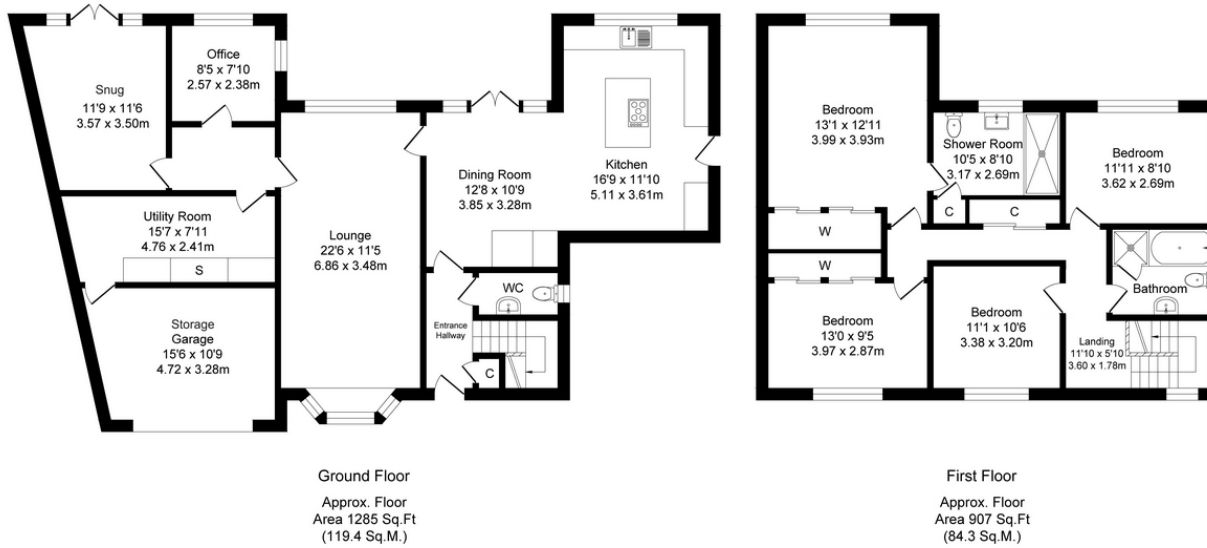 Office
8'5 x 7'10
2.57 x 2.38m
Snug
11'9 x 11'6
3.57 x 3.50m
Utility Room
15'7 x 7'11
4.76 x 2.41m
S
Storage
Garage
15'6 x 10'9
4.72 x 3.28m
Lounge
22'6 x 11'5
6.86 x 3.48m
Dining Room
12'8 x 10'9
3.85 x 3.28m
Kitchen
16'9 x 11'10
5.11 x 3.61m
WC
Entrance
Hallway
C
Ground Floor
Approx. Floor
Area 1285 Sq.Ft
(119.4 Sq.M.)
Bedroom
13'1 x 12'11
3.99 x 3.93m
Shower Room
10'5 x 8'10
3.17 x 2.69m
Bedroom
11'11 x 8'10
3.62 x 2.69m
C
C
W
W
Bedroom
13'0 x 9'5
3.97 x 2.87m
Bedroom
11'1 x 10'6
3.38 x 3.20m
Bathroom
Landing
11'10 x 5'10
3.60 x 1.78m
First Floor
Approx. Floor
Area 907 Sq.Ft
(84.3 Sq.M.)